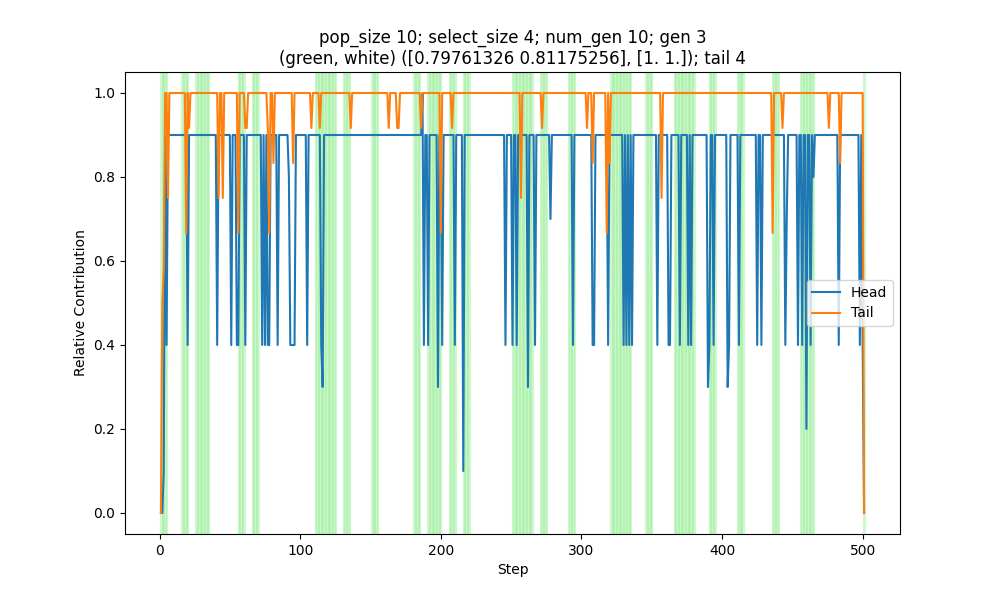 pop_size 10; select_size 4; num_gen 10; gen 3
(green, white) ([0.79761326 0.81175256], [1. 1.]); tail 4
1.0
0.8
0.6
0.4
0.2
0.0
Relative Contribution
Head
Tail
0 100 200 300 400 500
Step